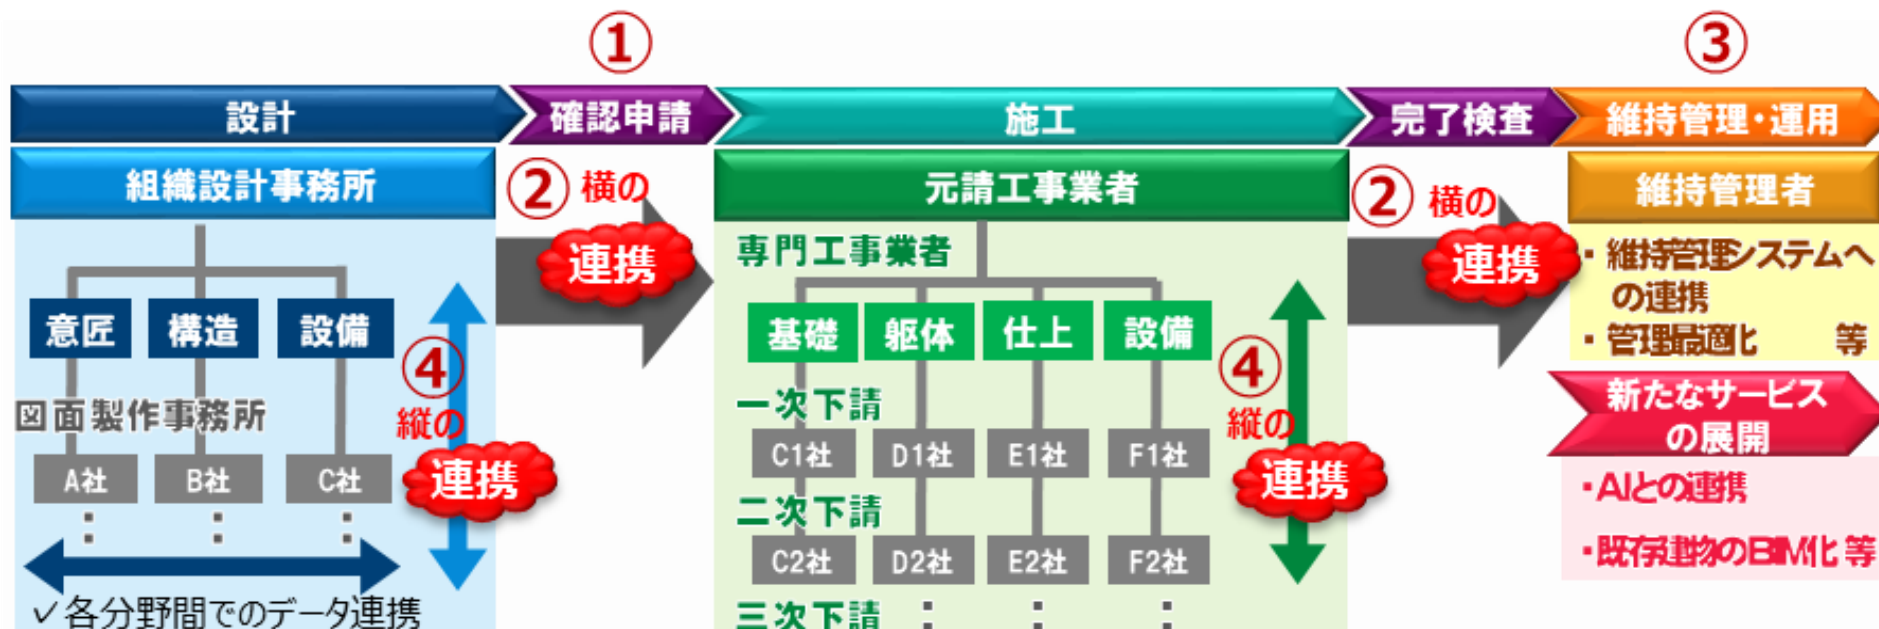 ①
③
設計
確認申請
施工
完了検査
維持管理・運用
組織設計事務所
②横の
連携
元請工事業者
②横の
連携
維持管理者
意匠
構造
設備
④
縦の
連携
図面製作事務所
A社
B社
C社
:
:
:
✓各分野間でのデータ連携
専門工事業者
基礎
躯体
仕上
設備
④
縦の
連携
一次下請
C1社
D1社
E1社
F1社
二次下請
C2社
D2社
E2社
F2社
三次下請
:
:
:
・維持管理システムへ
の連携
・管理最適化 等
新たなサービス
の展開
・AIとの連携
・既存建物のBIM化 等